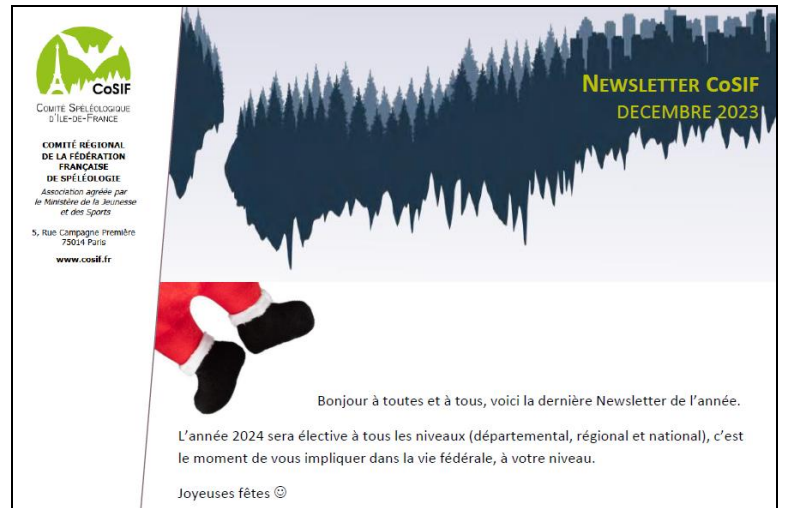 CoSIF
COMITÉ SPÉLÉOLOGIQUE
D'ILE-DE-FRANCE
COMITÉ RÉGIONAL
DE LA FÉDÉRATION
FRANÇAISE
DE SPÉLÉOLOGIE
Association agréée par
le Ministère de la Jeunesse
et des Sports
5, Rue Campagne Première
75014 Paris
www.cosif.fr
NEWSLETTER CoSIF
DECEMBRE 2023
Bonjour à toutes et à tous, voici la dernière Newsletter de l'année.
L'année 2024 sera élective à tous les niveaux (départemental, régional et national), c'est
le moment de vous impliquer dans la vie fédérale, à votre niveau.
Joyeuses fêtes ☺